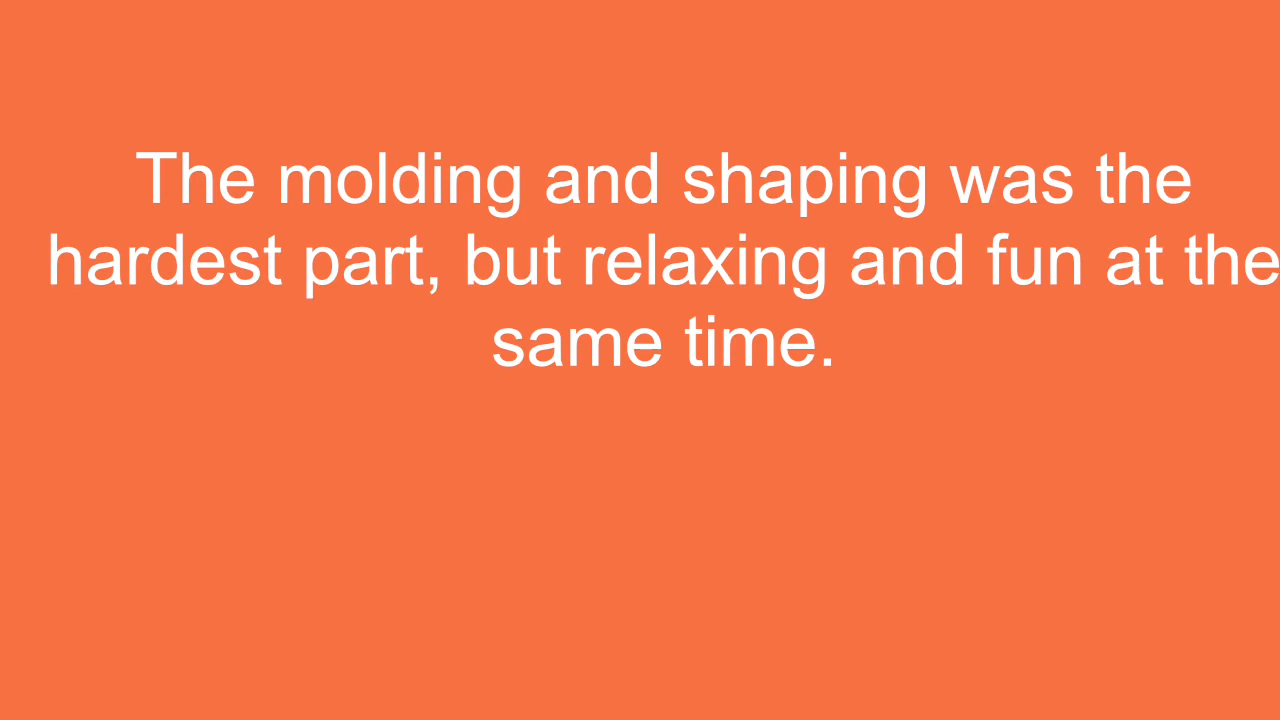 The molding and shaping was the
hardest part, but relaxing and fun at the
same time.